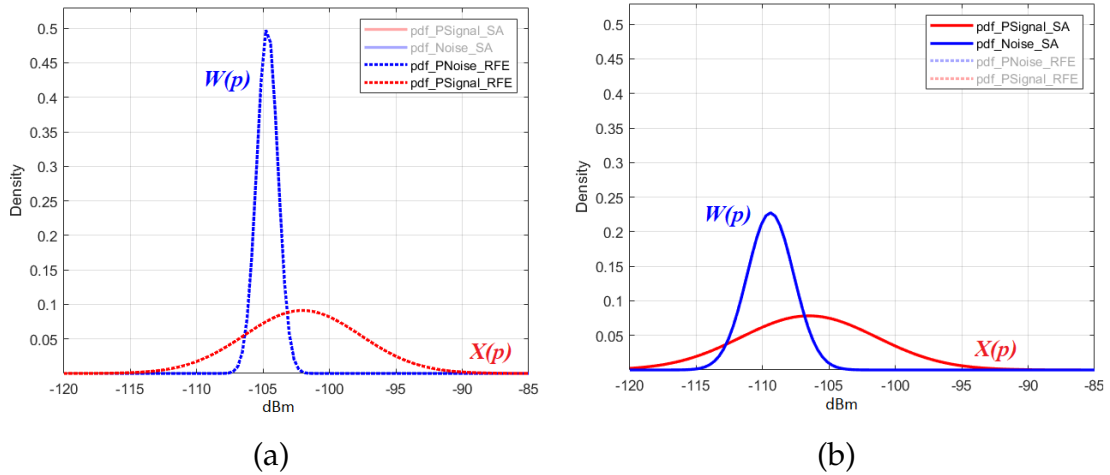 0.5
0.45
0.4
0.35
0.3
0.25
0.2
0.15
0.1
0.05
Density
-120 -115 -110 -105 -100 -95 -90 -85
dBm
pdf_PSignal_SA
pdf_Noise_SA
pdf_PNoise_RFE
pdf_PSignal_RFE
W(p)
X(p)
(a)
0.5
0.45
0.4
0.35
0.3
0.25
0.2
0.15
0.1
0.05
Density
-120 -115 -110 -105 -100 -95 -90 -85
dBm
pdf_PSignal_SA
pdf_Noise_SA
pdf_PNoise_RFE
pdf_PSignal_RFE
W(p)
X(p)
(b)